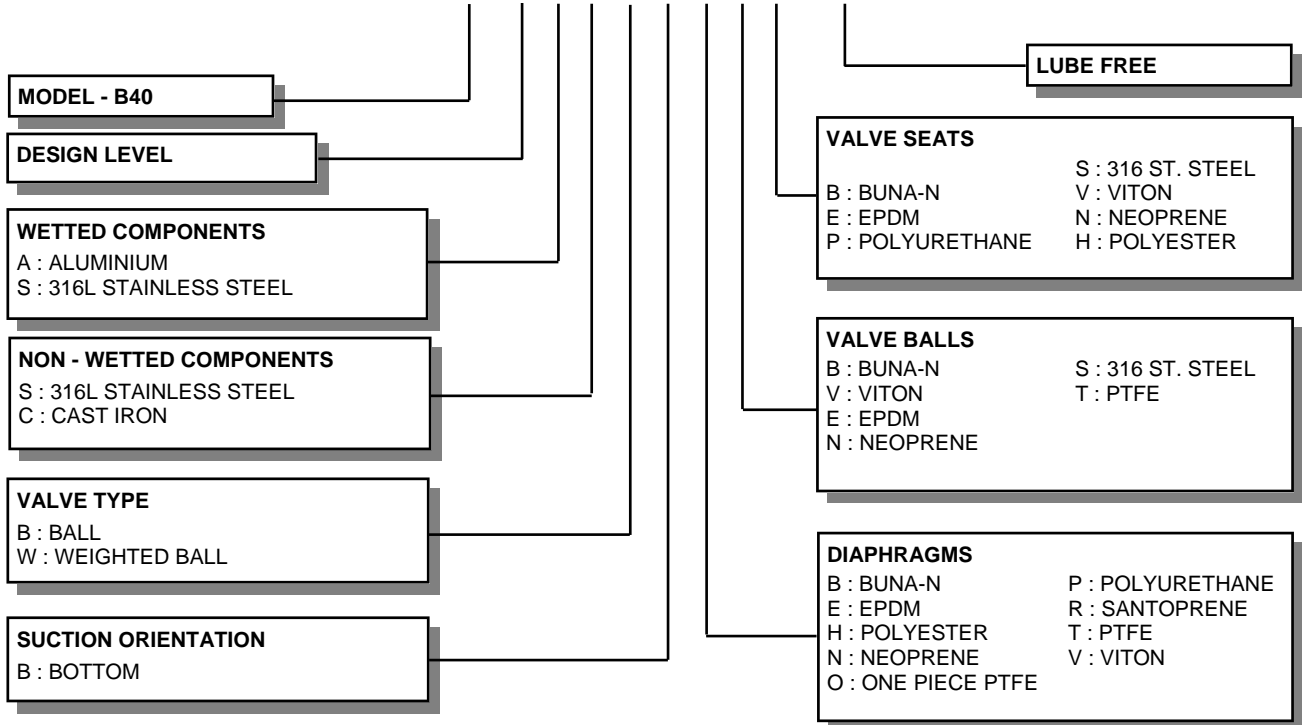 MODEL - B40
DESIGN LEVEL
WETTED COMPONENTS
A : ALUMINIUM
S : 316L STAINLESS STEEL
NON - WETTED COMPONENTS
S : 316L STAINLESS STEEL
C : CAST IRON
VALVE TYPE
B : BALL
W : WEIGHTED BALL
SUCTION ORIENTATION
B : BOTTOM
LUBE FREE
VALVE SEATS
S : 316 ST. STEEL
B : BUNA-N V : VITON
E : EPDM N : NEOPRENE
P : POLYURETHANE H : POLYESTER
VALVE BALLS
B : BUNA-N S : 316 ST. STEEL
V : VITON T : PTFE
E : EPDM
N : NEOPRENE
DIAPHRAGMS
B : BUNA-N P : POLYURETHANE
E : EPDM R : SANTOPRENE
H : POLYESTER T : PTFE
N : NEOPRENE V : VITON
O : ONE PIECE PTFE